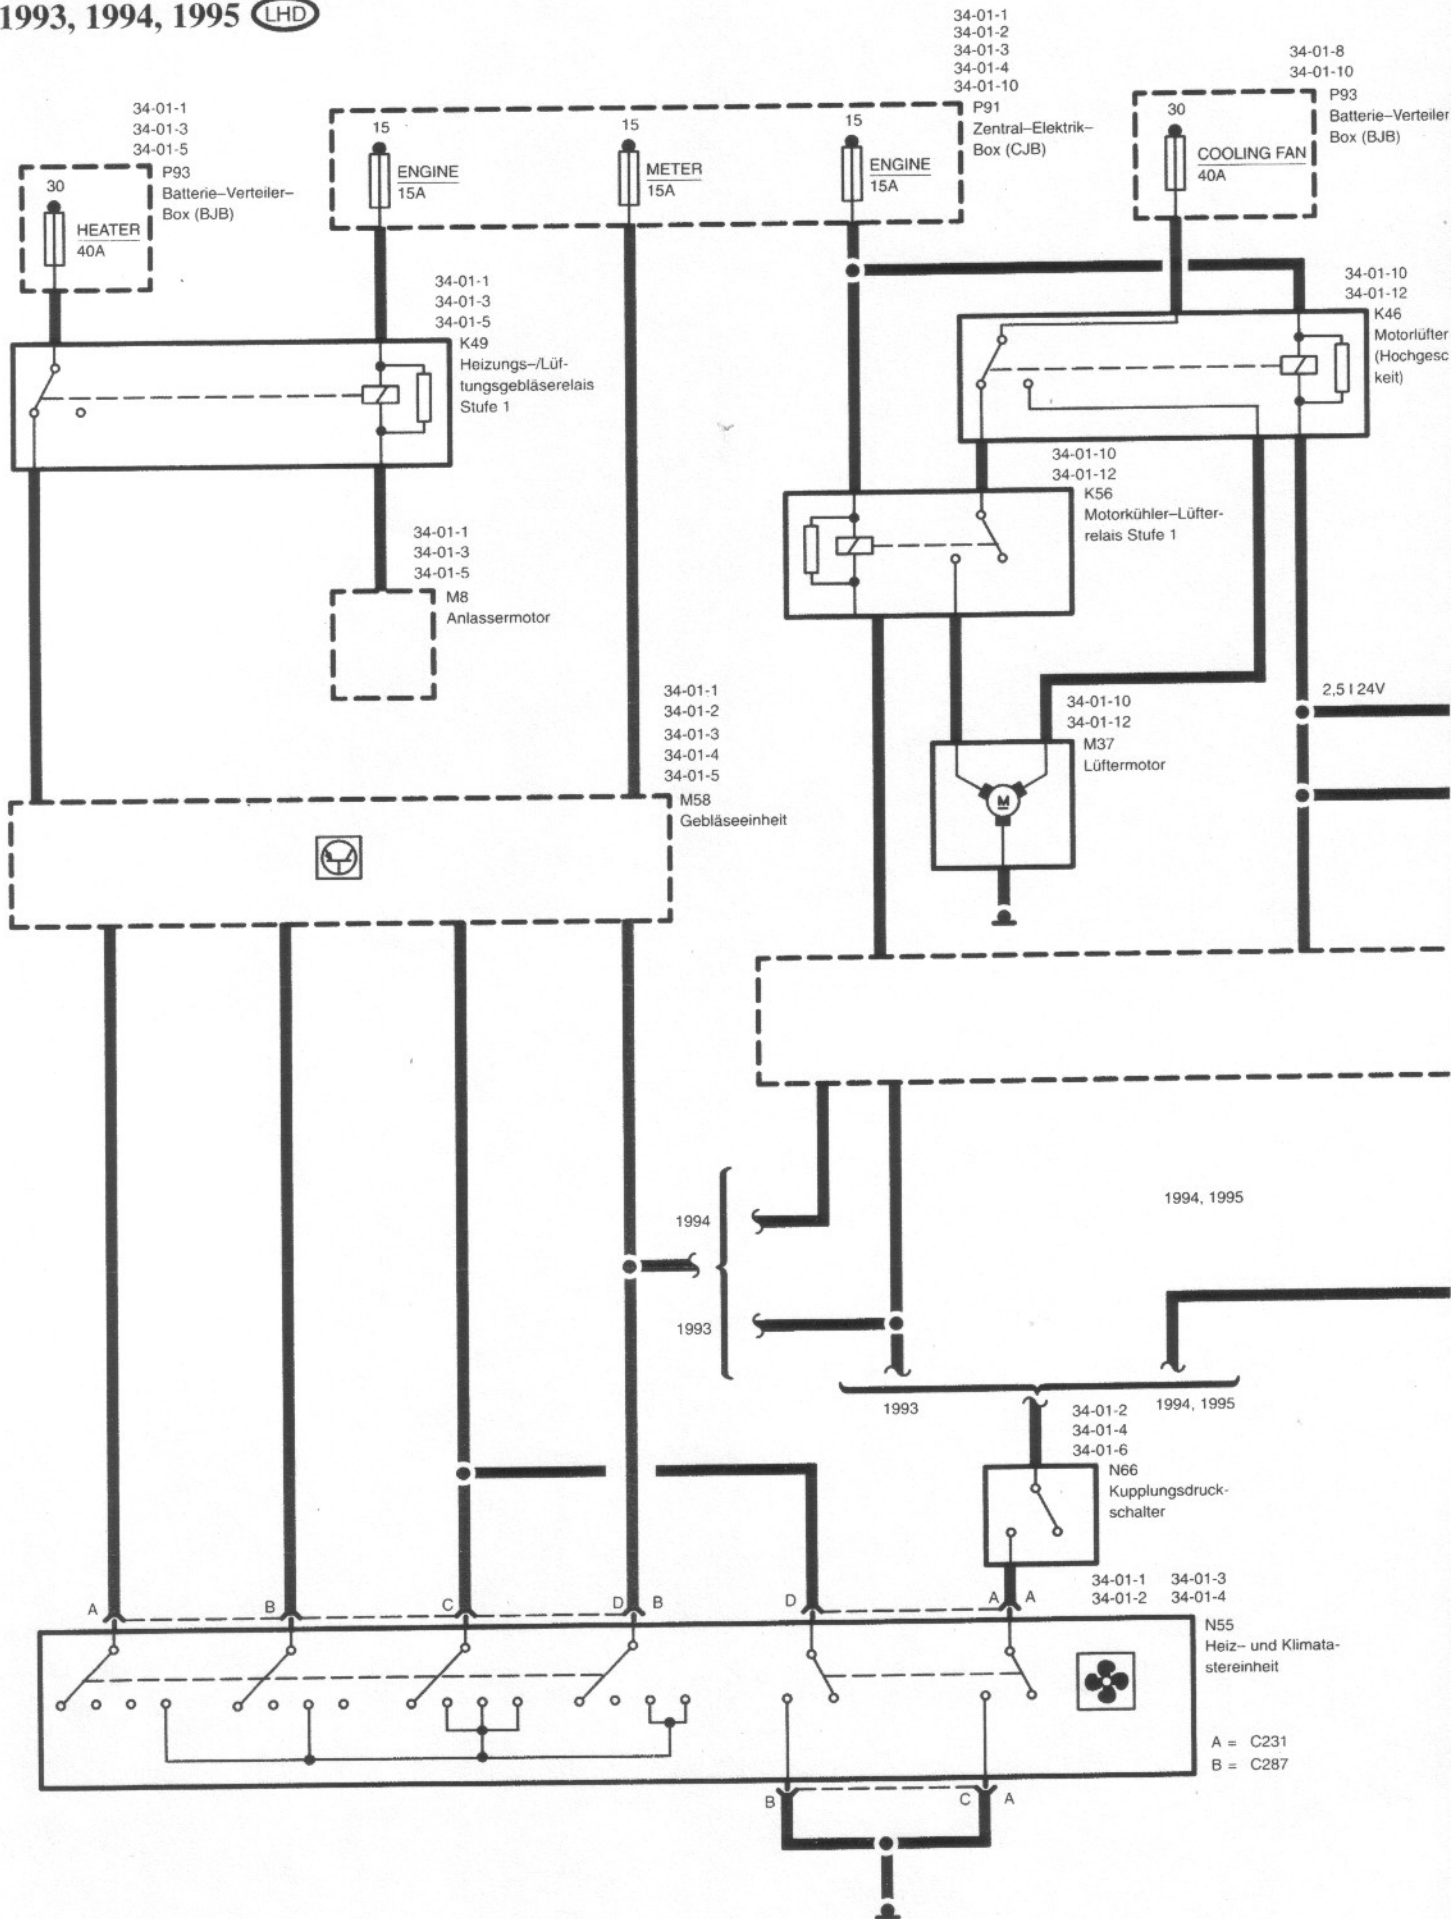 1993, 1994, 1995 LHD
34-01-1
34-01-3
34-01-5
P93
Batterie–Verteiler–
Box (BJB)
30
HEATER
40A
15
ENGINE
15A
15
METER
15A
15
ENGINE
15A
34-01-1
34-01-2
34-01-3
34-01-4
34-01-10
P91
Zentral–Elektrik–
Box (CJB)
34-01-8
34-01-10
P93
Batterie–Verteiler
Box (BJB)
30
COOLING FAN
40A
34-01-1
34-01-3
34-01-5
K49
Heizungs–/Lüf-
tungsgebläserelais
Stufe 1
34-01-10
34-01-12
K46
Motorlüfter
(Hochgesc
keit)
34-01-10
34-01-12
K56
Motorkühler–Lüfter-
relais Stufe 1
34-01-1
34-01-3
34-01-5
M8
Anlassermotor
34-01-1
34-01-2
34-01-3
34-01-4
34-01-5
M58
Gebläseeinheit
34-01-10
34-01-12
M37
Lüftermotor
M
2,5 l 24V
1994
1993
1994, 1995
1993
1994, 1995
34-01-2
34-01-4
34-01-6
N66
Kupplungsdruck-
schalter
34-01-1 34-01-3
34-01-2 34-01-4
N55
Heiz– und Klimata-
stereinheit
A B C D B D A A
A = C231
B = C287
B C A